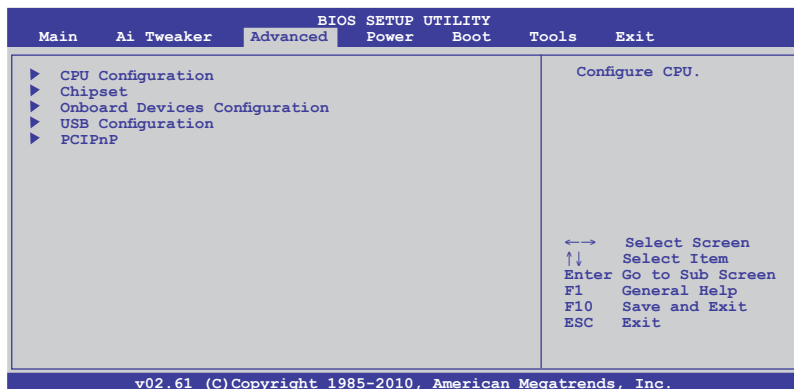 BIOS SETUP UTILITY
Main Ai Tweaker Advanced Power Boot Tools Exit
CPU Configuration
Chipset
Onboard Devices Configuration
USB Configuration
PCIPnP
Configure CPU.
←→ Select Screen
↑↓ Select Item
Enter Go to Sub Screen
F1 General Help
F10 Save and Exit
ESC Exit
v02.61 (C)Copyright 1985-2010, American Megatrends, Inc.